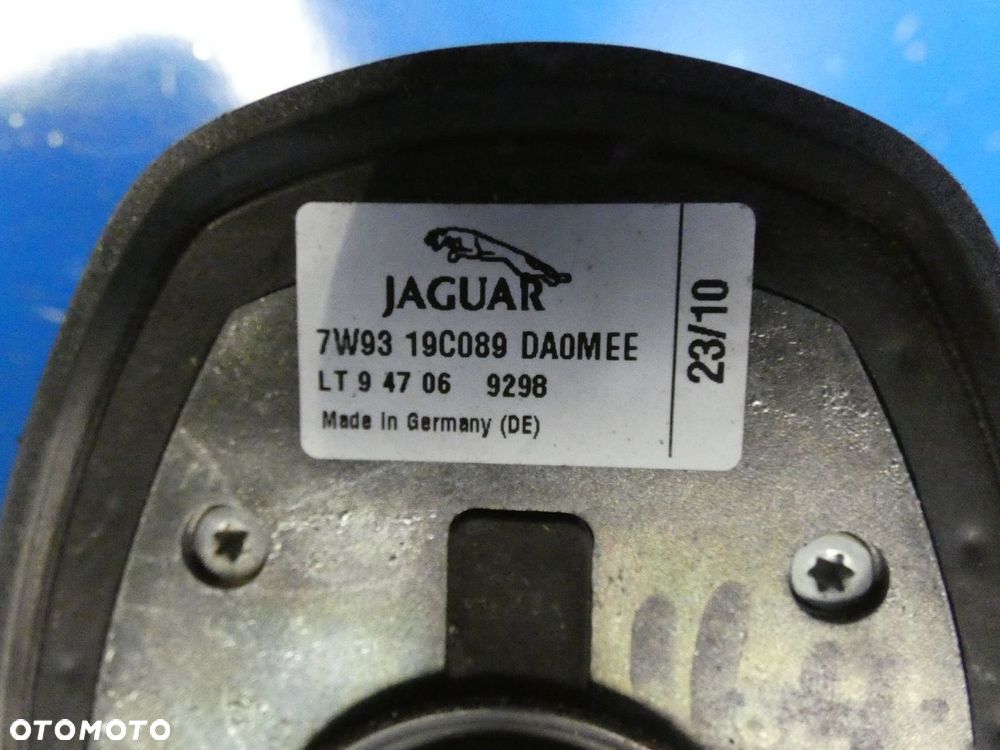 JAGUAR
7W93 19C089 DA0MEE
LT 9 47 06 9298
Made in Germany (DE)
23/10
OTOMOTO